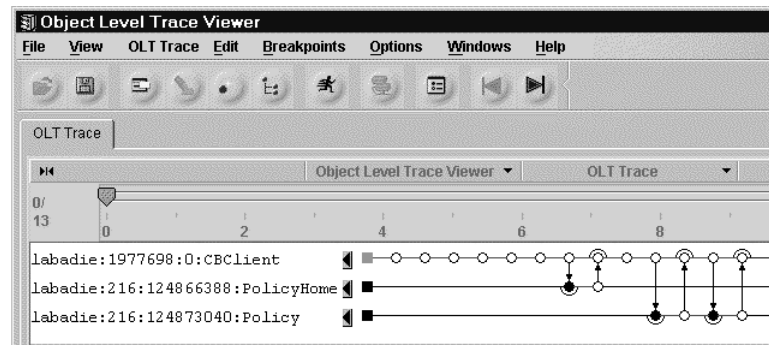 Object Level Trace Viewer
File View OLT Trace Edit Breakpoints Options Windows Help
OLT Trace
Object Level Trace Viewer OLT Trace
0/
13
0 2 4 6 8
labadie:1977698:0:CBClient
labadie:216:124866388:PolicyHome
labadie:216:124873040:Policy